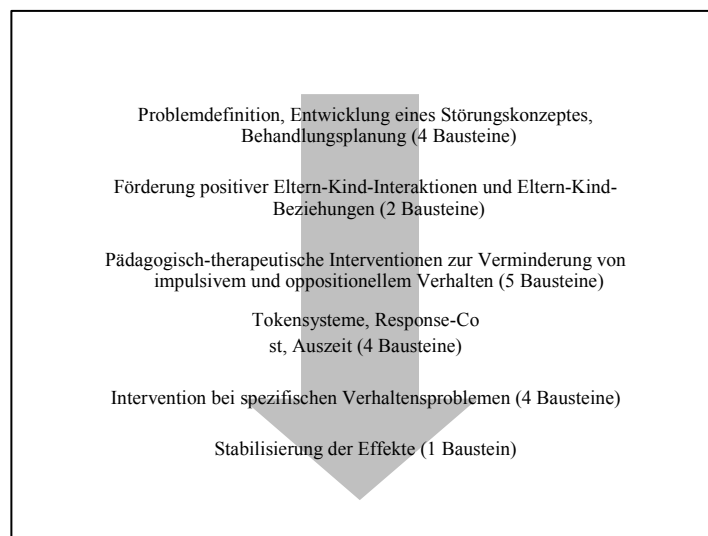 Problemdefinition, Entwicklung eines Störungskonzeptes,
Behandlungsplanung (4 Bausteine)
Förderung positiver Eltern-Kind-Interaktionen und Eltern-Kind-
Beziehungen (2 Bausteine)
Pädagogisch-therapeutische Interventionen zur Verminderung von
impulsivem und oppositionellem Verhalten (5 Bausteine)
Tokensysteme, Response-Co
st, Auszeit (4 Bausteine)
Intervention bei spezifischen Verhaltensproblemen (4 Bausteine)
Stabilisierung der Effekte (1 Baustein)